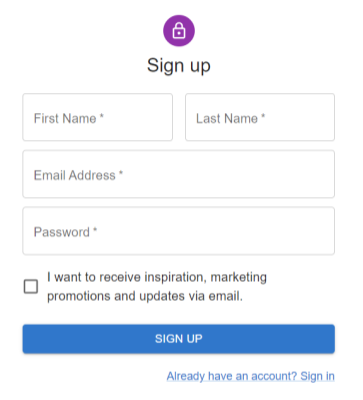 Sign up
First Name *
Last Name *
Email Address *
Password *
I want to receive inspiration, marketing
promotions and updates via email.
SIGN UP
Already have an account? Sign in